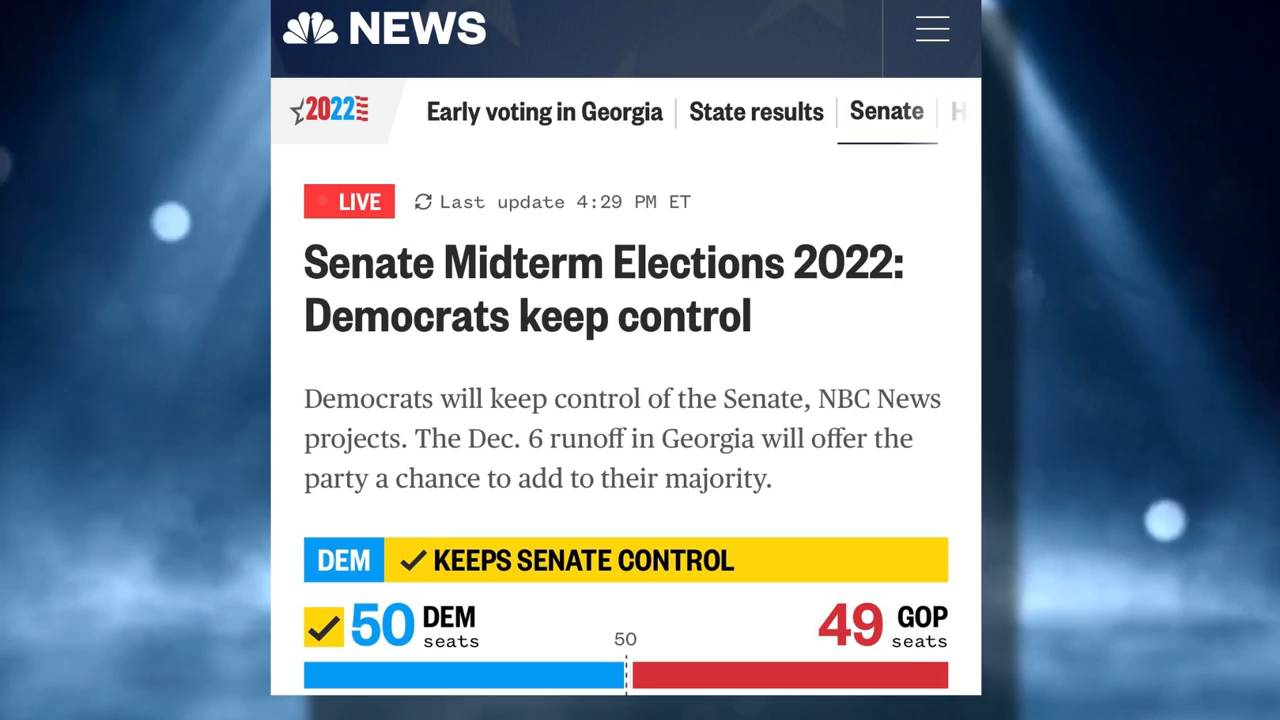 NEWS
2022 Early voting in Georgia State results Senate H
LIVE Last update 4:29 PM ET
Senate Midterm Elections 2022:
Democrats keep control
Democrats will keep control of the Senate, NBC News
projects. The Dec. 6 runoff in Georgia will offer the
party a chance to add to their majority.
DEM KEEPS SENATE CONTROL
50 DEM seats 50 49 GOP seats